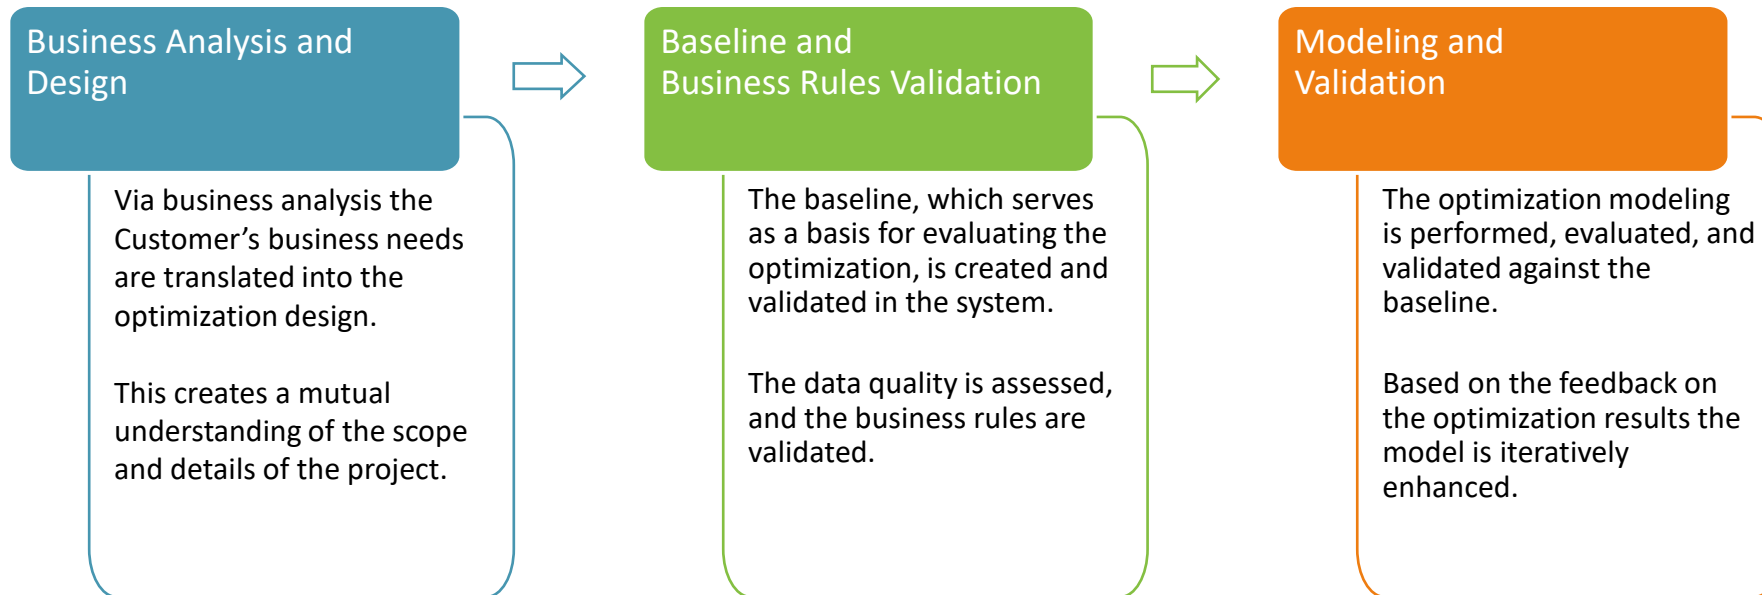 Business Analysis and
Design
Via business analysis the
Customer’s business needs
are translated into the
optimization design.
This creates a mutual
understanding of the scope
and details of the project.
Baseline and
Business Rules Validation
The baseline, which serves
as a basis for evaluating the
optimization, is created and
validated in the system.
The data quality is assessed,
and the business rules are
validated.
Modeling and
Validation
The optimization modeling
is performed, evaluated, and
validated against the
baseline.
Based on the feedback on
the optimization results the
model is iteratively
enhanced.